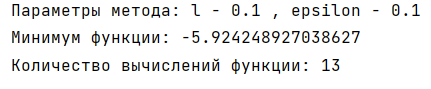 Параметры метода: l - 0.1 , epsilon - 0.1
Минимум функции: -5.924248927038627
Количество вычислений функции: 13